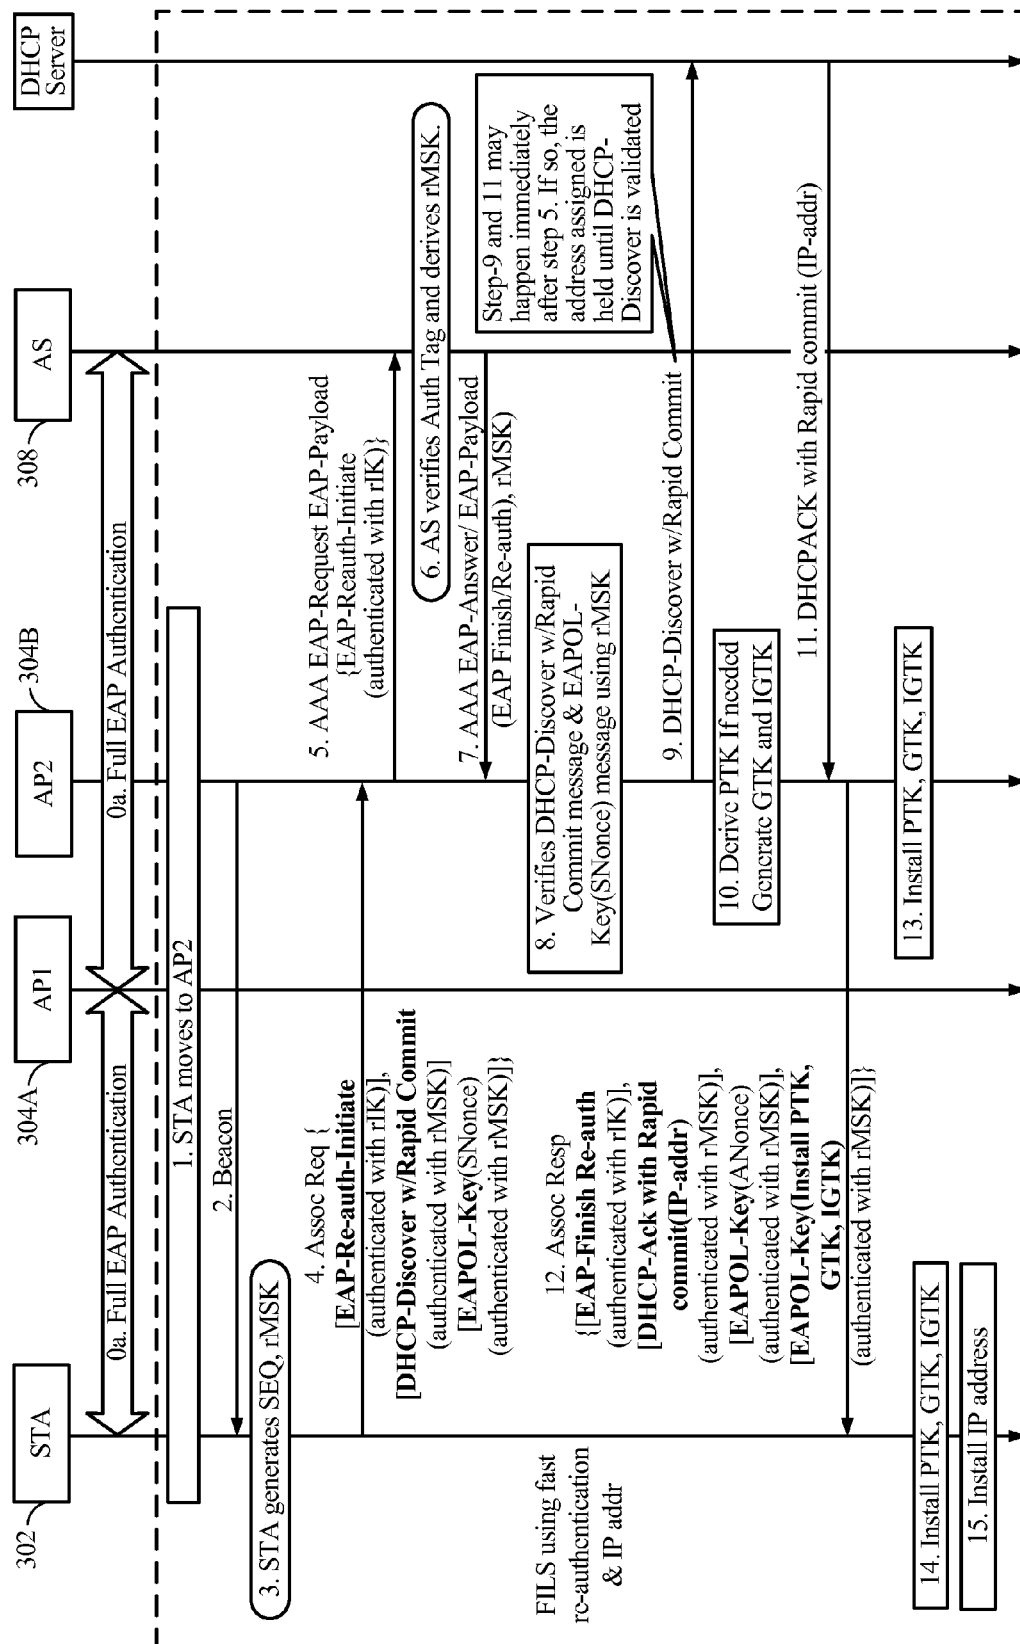 302
STA
304A
AP1
AP2
304B
308
AS
DHCP
Server
0a. Full EAP Authentication
0a. Full EAP Authentication
1. STA moves to AP2
2. Beacon
3. STA generates SEQ, rMSK
4. Assoc Req {
[EAP-Re-auth-Initiate
(authenticated with rIK)],
[DHCP-Discover w/Rapid Commit
(authenticated with rMSK)]
[EAPOL-Key(SNonce)
(authenticated with rMSK)]}
5. AAA EAP-Request EAP-Payload
{EAP-Reauth-Initiate
(authenticated with rIK)}
6. AS verifies Auth Tag and derives rMSK.
7. AAA EAP-Answer/ EAP-Payload
(EAP Finish/Re-auth), rMSK)
8. Verifies DHCP-Discover w/Rapid
Commit message & EAPOL-
Key(SNonce) message using rMSK
Step-9 and 11 may
happen immediately
after step 5. If so, the
address assigned is
held until DHCP-
Discover is validated
9. DHCP-Discover w/Rapid Commit
10. Derive PTK If needed
Generate GTK and IGTK
11. DHCPACK with Rapid commit (IP-addr)
FILS using fast
re-authentication
& IP addr
12. Assoc Resp
{[EAP-Finish Re-auth
(authenticated with rIK)],
[DHCP-Ack with Rapid
commit(IP-addr)
(authenticated with rMSK)],
[EAPOL-Key(ANonce)
(authenticated with rMSK)],
[EAPOL-Key(Install PTK,
GTK, IGTK)
(authenticated with rMSK)]}
13. Install PTK, GTK, IGTK
14. Install PTK, GTK, IGTK
15. Install IP address